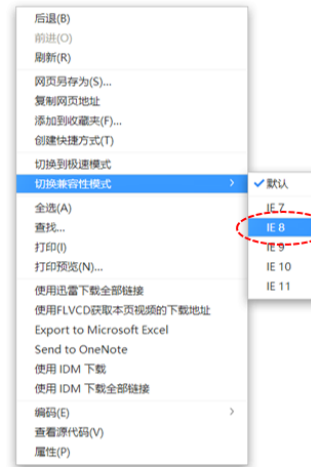 后退(B)
前进(O)
刷新(R)
网页另存为(S)...
复制网页地址
添加到收藏夹(F)...
创建快捷方式(T)
切换到极速模式
切换兼容性模式
默认
全选(A)
IE 7
查找...
IE 8
打印(I)
IE 9
打印预览(N)...
IE 10
使用迅雷下载全部链接
IE 11
使用FLVCD获取本页视频的下载地址
Export to Microsoft Excel
Send to OneNote
使用 IDM 下载
使用 IDM 下载全部链接
编码(E)
查看源代码(V)
属性(P)